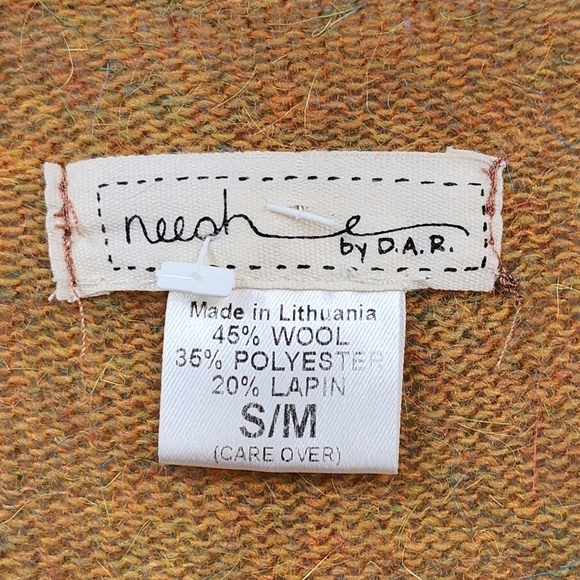 neesh
by D.A.R.
Made in Lithuania
45% WOOL
35% POLYESTER
20% LAPIN
S/M
(CARE OVER)